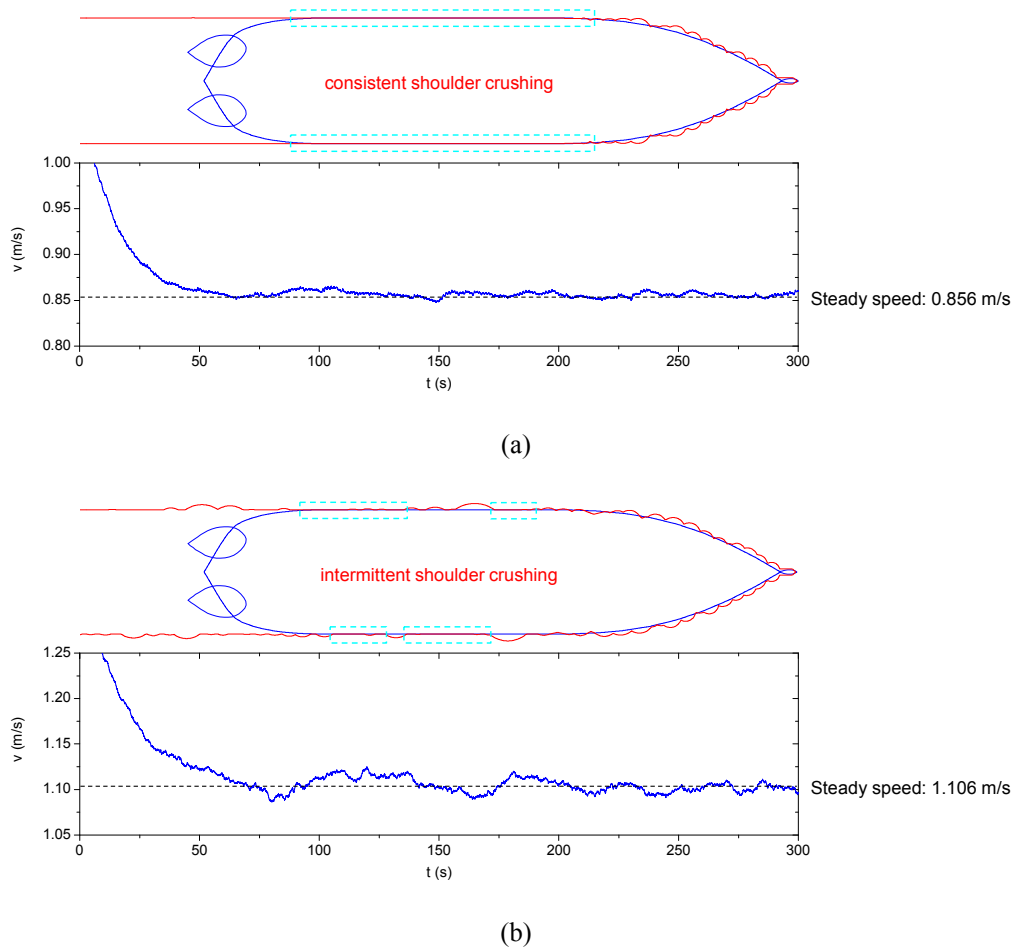 consistent shoulder crushing
1.00
0.95
0.90
0.85
0.80
v (m/s)
0 50 100 150 200 250 300
t (s)
Steady speed: 0.856 m/s
(a)
intermittent shoulder crushing
1.25
1.20
1.15
1.10
1.05
v (m/s)
0 50 100 150 200 250 300
t (s)
Steady speed: 1.106 m/s
(b)